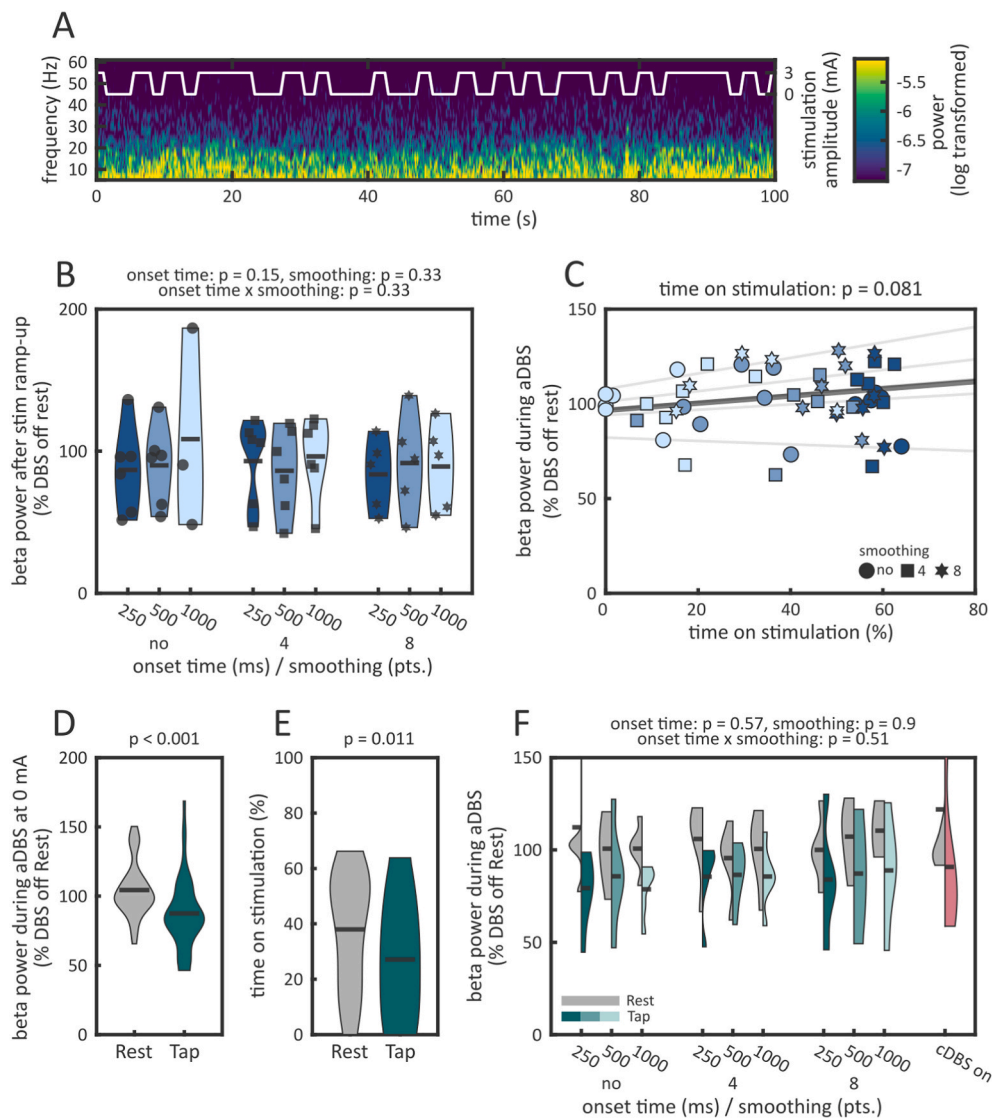 A
frequency (Hz)
60
50
40
30
20
10
0
20
40
60
80
100
time (s)
3
0
stimulation
amplitude (mA)
-5.5
-6
-6.5
-7
power
(log transformed)
B
onset time: p = 0.15, smoothing: p = 0.33
onset time x smoothing: p = 0.33
beta power after stim ramp-up
(% DBS off rest)
200
100
0
250 500 1000 250 500 1000 250 500 1000
no 4 8
onset time (ms) / smoothing (pts.)
C
time on stimulation: p = 0.081
beta power during aDBS
(% DBS off rest)
150
100
50
0
smoothing
no 4 8
0 20 40 60 80
time on stimulation (%)
D
p < 0.001
beta power during aDBS at 0 mA
(% DBS off Rest)
200
150
100
50
0
Rest Tap
E
p = 0.011
time on stimulation (%)
100
80
60
40
20
0
Rest Tap
F
onset time: p = 0.57, smoothing: p = 0.9
onset time x smoothing: p = 0.51
beta power during aDBS
(% DBS off Rest)
150
100
50
0
Rest
Tap
250 500 1000 250 500 1000 250 500 1000 cDBS on
no 4 8
onset time (ms) / smoothing (pts.)